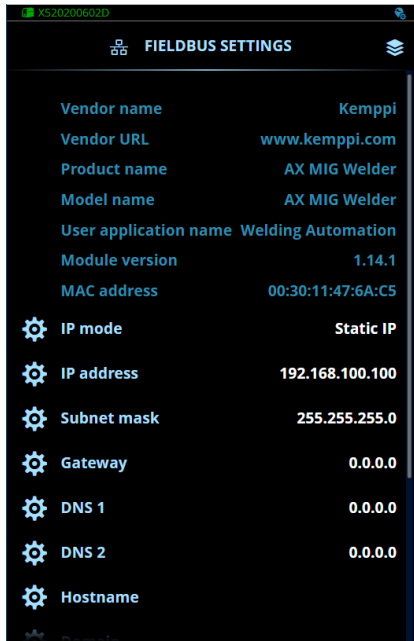 X520200602D
FIELDBUS SETTINGS
Vendor name Kemppi
Vendor URL www.kemppi.com
Product name AX MIG Welder
Model name AX MIG Welder
User application name Welding Automation
Module version 1.14.1
MAC address 00:30:11:47:6A:C5
IP mode Static IP
IP address 192.168.100.100
Subnet mask 255.255.255.0
Gateway 0.0.0.0
DNS 1 0.0.0.0
DNS 2 0.0.0.0
Hostname